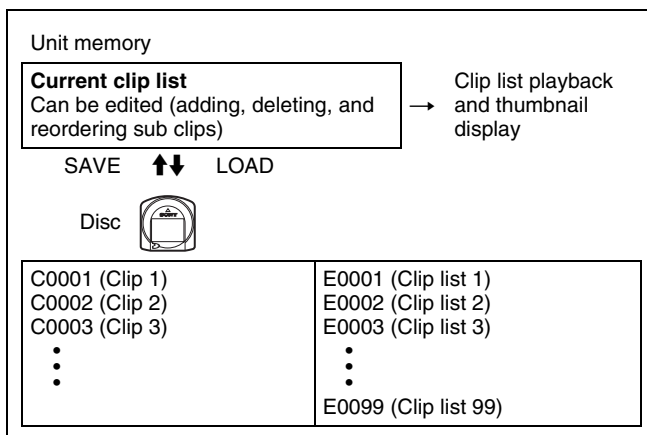 Unit memory
Current clip list
Can be edited (adding, deleting, and
reordering sub clips)
→
Clip list playback
and thumbnail
display
SAVE
LOAD
Disc
SONY
C0001 (Clip 1)
C0002 (Clip 2)
C0003 (Clip 3)
•
•
•
E0001 (Clip list 1)
E0002 (Clip list 2)
E0003 (Clip list 3)
•
•
•
E0099 (Clip list 99)